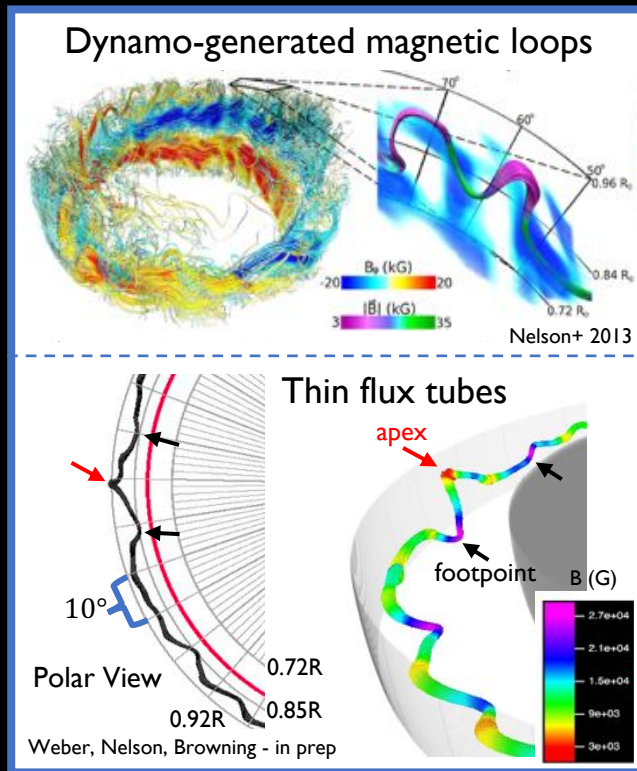 Dynamo-generated magnetic loops
70°
60°
50°
0.96 R⊙
0.84 R⊙
0.72 R⊙
Bφ (kG)
-20 20
|B⃗| (kG)
3 35
Nelson+ 2013
Thin flux tubes
apex
footpoint
10°
B (G)
2.7e+04
2.1e+04
1.5e+04
9e+03
3e+03
Polar View
0.72R
0.85R
0.92R
Weber, Nelson, Browning - in prep